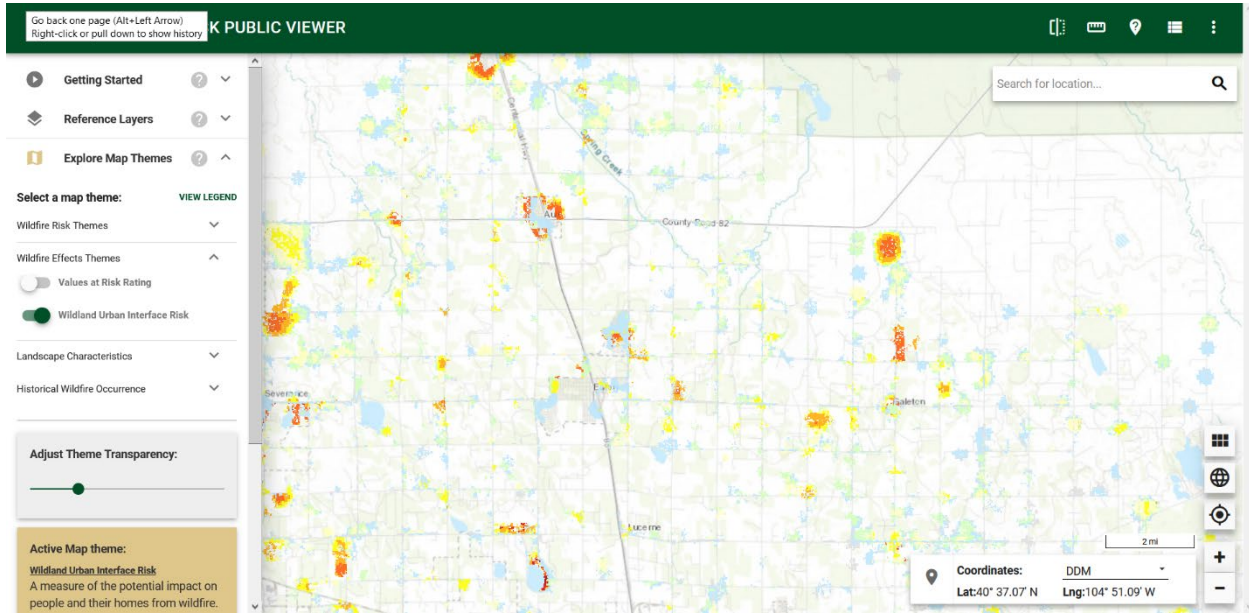 Go back one page (Alt+Left Arrow)
Right-click or pull down to show history
K PUBLIC VIEWER
Getting Started
Reference Layers
Explore Map Themes
Select a map theme: VIEW LEGEND
Wildfire Risk Themes
Wildfire Effects Themes
Values at Risk Rating
Wildland Urban Interface Risk
Landscape Characteristics
Historical Wildfire Occurrence
Adjust Theme Transparency:
Active Map theme:
Wildland Urban Interface Risk
A measure of the potential impact on
people and their homes from wildfire.
Search for location...
Spring Creek
County Road 82
Severance
Galeton
Lucerne
2 mi
Coordinates: DDM
Lat:40° 37.07' N Lng:104° 51.09' W